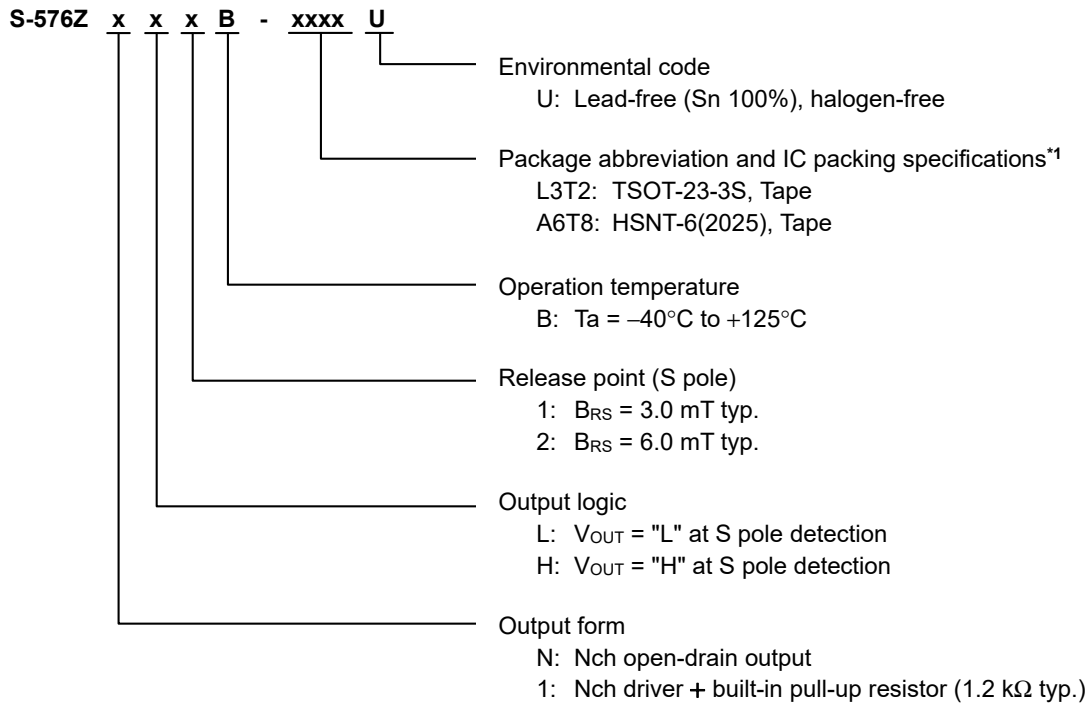 S-576Z x x x B - xxxx U
Environmental code
U: Lead-free (Sn 100%), halogen-free
Package abbreviation and IC packing specifications*1
L3T2: TSOT-23-3S, Tape
A6T8: HSNT-6(2025), Tape
Operation temperature
B: Ta = −40°C to +125°C
Release point (S pole)
1: BRS = 3.0 mT typ.
2: BRS = 6.0 mT typ.
Output logic
L: VOUT = "L" at S pole detection
H: VOUT = "H" at S pole detection
Output form
N: Nch open-drain output
1: Nch driver + built-in pull-up resistor (1.2 kΩ typ.)